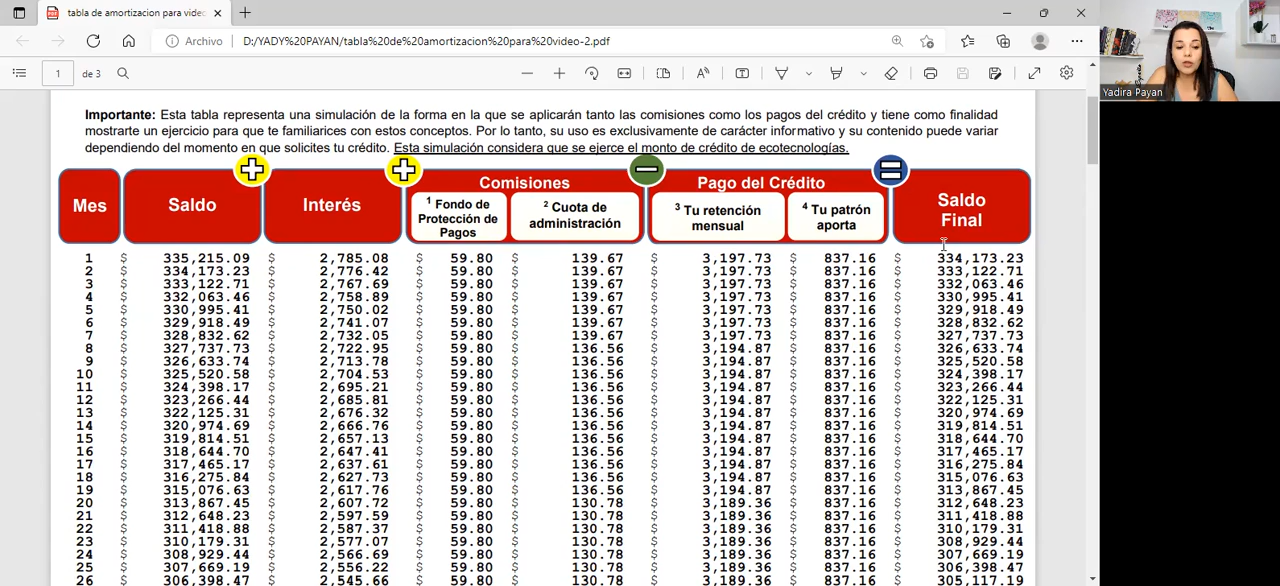 tabla de amortizacion para video
Archivo D:/YADY%20PAYAN/tabla%20de%20amortizacion%20para%20video-2.pdf
1 de 3
Yadira Payan
Importante: Esta tabla representa una simulación de la forma en la que se aplicarán tanto las comisiones como los pagos del crédito y tiene como finalidad
mostrarte un ejercicio para que te familiarices con estos conceptos. Por lo tanto, su uso es exclusivamente de carácter informativo y su contenido puede variar
dependiendo del momento en que solicites tu crédito. Esta simulación considera que se ejerce el monto de crédito de ecotecnologías.
Mes
Saldo
Interés
Comisiones
1 Fondo de
Protección de
Pagos
2 Cuota de
administración
Pago del Crédito
3 Tu retención
mensual
4 Tu patrón
aporta
Saldo
Final
1 $ 335,215.09 $ 2,785.08 $ 59.80 $ 139.67 $ 3,197.73 $ 837.16 $ 334,173.23
2 $ 334,173.23 $ 2,776.42 $ 59.80 $ 139.67 $ 3,197.73 $ 837.16 $ 333,122.71
3 $ 333,122.71 $ 2,767.69 $ 59.80 $ 139.67 $ 3,197.73 $ 837.16 $ 332,063.46
4 $ 332,063.46 $ 2,758.89 $ 59.80 $ 139.67 $ 3,197.73 $ 837.16 $ 330,995.41
5 $ 330,995.41 $ 2,750.02 $ 59.80 $ 139.67 $ 3,197.73 $ 837.16 $ 329,918.49
6 $ 329,918.49 $ 2,741.07 $ 59.80 $ 139.67 $ 3,197.73 $ 837.16 $ 328,832.62
7 $ 328,832.62 $ 2,732.05 $ 59.80 $ 139.67 $ 3,197.73 $ 837.16 $ 327,737.73
8 $ 327,737.73 $ 2,722.95 $ 59.80 $ 136.56 $ 3,194.87 $ 837.16 $ 326,633.74
9 $ 326,633.74 $ 2,713.78 $ 59.80 $ 136.56 $ 3,194.87 $ 837.16 $ 325,520.58
10 $ 325,520.58 $ 2,704.53 $ 59.80 $ 136.56 $ 3,194.87 $ 837.16 $ 324,398.17
11 $ 324,398.17 $ 2,695.21 $ 59.80 $ 136.56 $ 3,194.87 $ 837.16 $ 323,266.44
12 $ 323,266.44 $ 2,685.81 $ 59.80 $ 136.56 $ 3,194.87 $ 837.16 $ 322,125.31
13 $ 322,125.31 $ 2,676.32 $ 59.80 $ 136.56 $ 3,194.87 $ 837.16 $ 320,974.69
14 $ 320,974.69 $ 2,666.76 $ 59.80 $ 136.56 $ 3,194.87 $ 837.16 $ 319,814.51
15 $ 319,814.51 $ 2,657.13 $ 59.80 $ 136.56 $ 3,194.87 $ 837.16 $ 318,644.70
16 $ 318,644.70 $ 2,647.41 $ 59.80 $ 136.56 $ 3,194.87 $ 837.16 $ 317,465.17
17 $ 317,465.17 $ 2,637.61 $ 59.80 $ 136.56 $ 3,194.87 $ 837.16 $ 316,275.84
18 $ 316,275.84 $ 2,627.73 $ 59.80 $ 136.56 $ 3,194.87 $ 837.16 $ 315,076.63
19 $ 315,076.63 $ 2,617.76 $ 59.80 $ 136.56 $ 3,194.87 $ 837.16 $ 313,867.45
20 $ 313,867.45 $ 2,607.72 $ 59.80 $ 130.78 $ 3,189.36 $ 837.16 $ 312,648.23
21 $ 312,648.23 $ 2,597.59 $ 59.80 $ 130.78 $ 3,189.36 $ 837.16 $ 311,418.88
22 $ 311,418.88 $ 2,587.37 $ 59.80 $ 130.78 $ 3,189.36 $ 837.16 $ 310,179.31
23 $ 310,179.31 $ 2,577.07 $ 59.80 $ 130.78 $ 3,189.36 $ 837.16 $ 308,929.44
24 $ 308,929.44 $ 2,566.69 $ 59.80 $ 130.78 $ 3,189.36 $ 837.16 $ 307,669.19
25 $ 307,669.19 $ 2,556.22 $ 59.80 $ 130.78 $ 3,189.36 $ 837.16 $ 306,398.47
26 $ 306,398.47 $ 2,545.66 $ 59.80 $ 130.78 $ 3,189.36 $ 837.16 $ 305,117.19